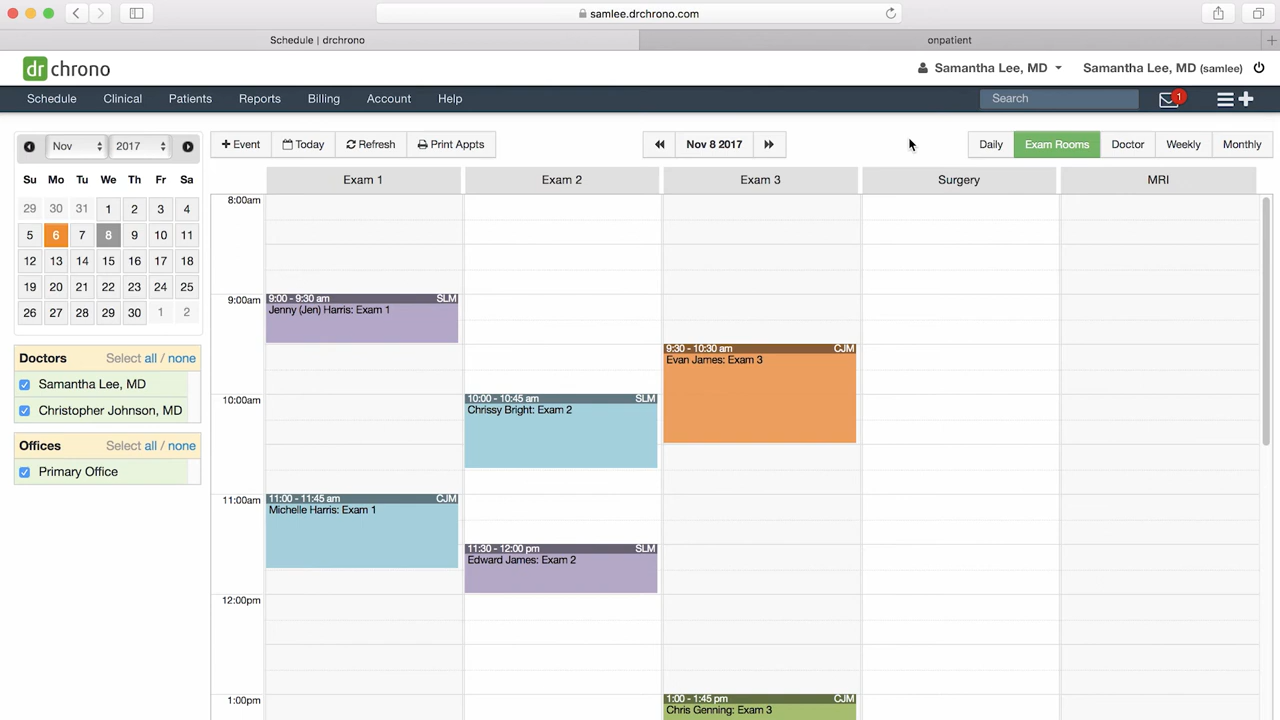 samlee.drchrono.com
Schedule | drchrono
onpatient
dr chrono
Samantha Lee, MD
Samantha Lee, MD (samlee)
Schedule Clinical Patients Reports Billing Account Help
Search
1
Nov 2017
+Event Today Refresh Print Appts
Nov 8 2017
Daily Exam Rooms Doctor Weekly Monthly
Su Mo Tu We Th Fr Sa
29 30 31 1 2 3 4
5 6 7 8 9 10 11
12 13 14 15 16 17 18
19 20 21 22 23 24 25
26 27 28 29 30 1 2
Doctors Select all / none
Samantha Lee, MD
Christopher Johnson, MD
Offices Select all / none
Primary Office
Exam 1 Exam 2 Exam 3 Surgery MRI
8:00am
9:00am
9:00 - 9:30 am SLM
Jenny (Jen) Harris: Exam 1
9:30 - 10:30 am CJM
Evan James: Exam 3
10:00am
10:00 - 10:45 am SLM
Chrissy Bright: Exam 2
11:00am
11:00 - 11:45 am CJM
Michelle Harris: Exam 1
11:30 - 12:00 pm SLM
Edward James: Exam 2
12:00pm
1:00pm
1:00 - 1:45 pm CJM
Chris Genning: Exam 3